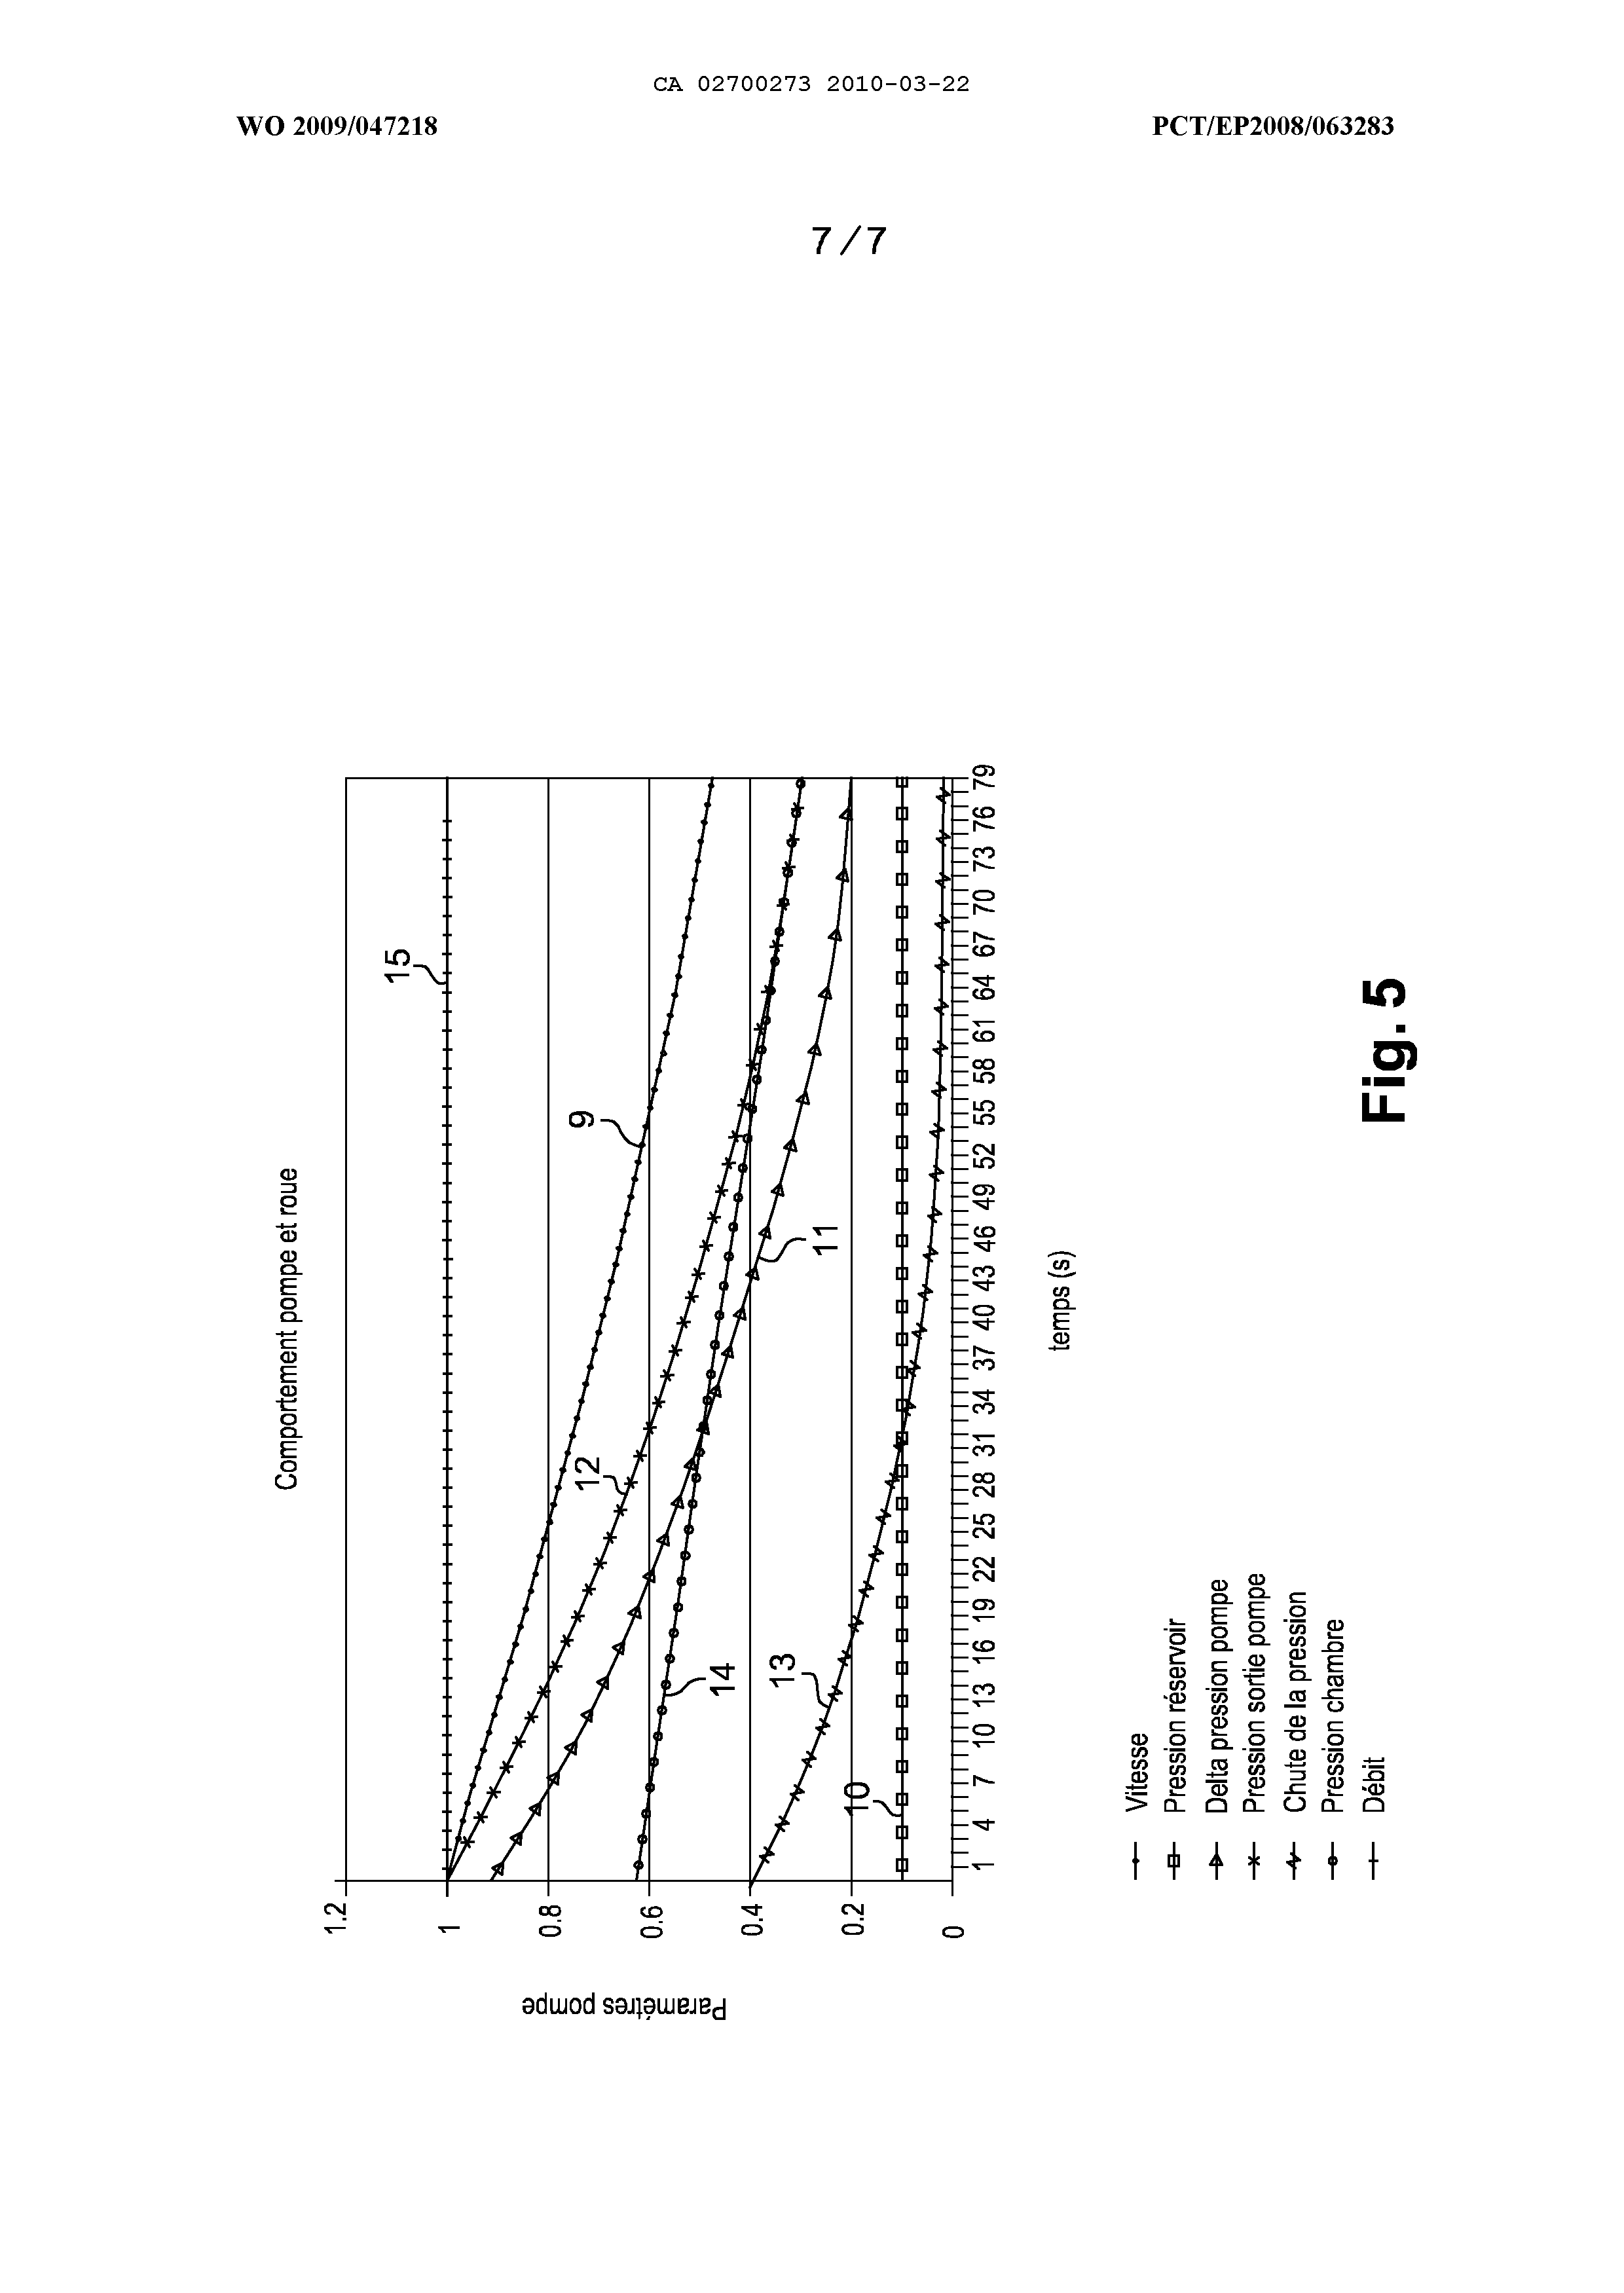 CA 02700273 2010-03-22
WO 2009/047218
PCT/EP2008/063283
7/7
Comportement pompe et roue
Paramétres pompe
1.2
1
0.8
0.6
0.4
0.2
0
15
9
12
11
14
13
10
1 4 7 10 13 16 19 22 25 28 31 34 37 40 43 46 49 52 55 58 61 64 67 70 73 76 79
temps (s)
Vitesse
Pression réservoir
Delta pression pompe
Pression sortie pompe
Chute de la pression
Pression chambre
Débit
Fig. 5